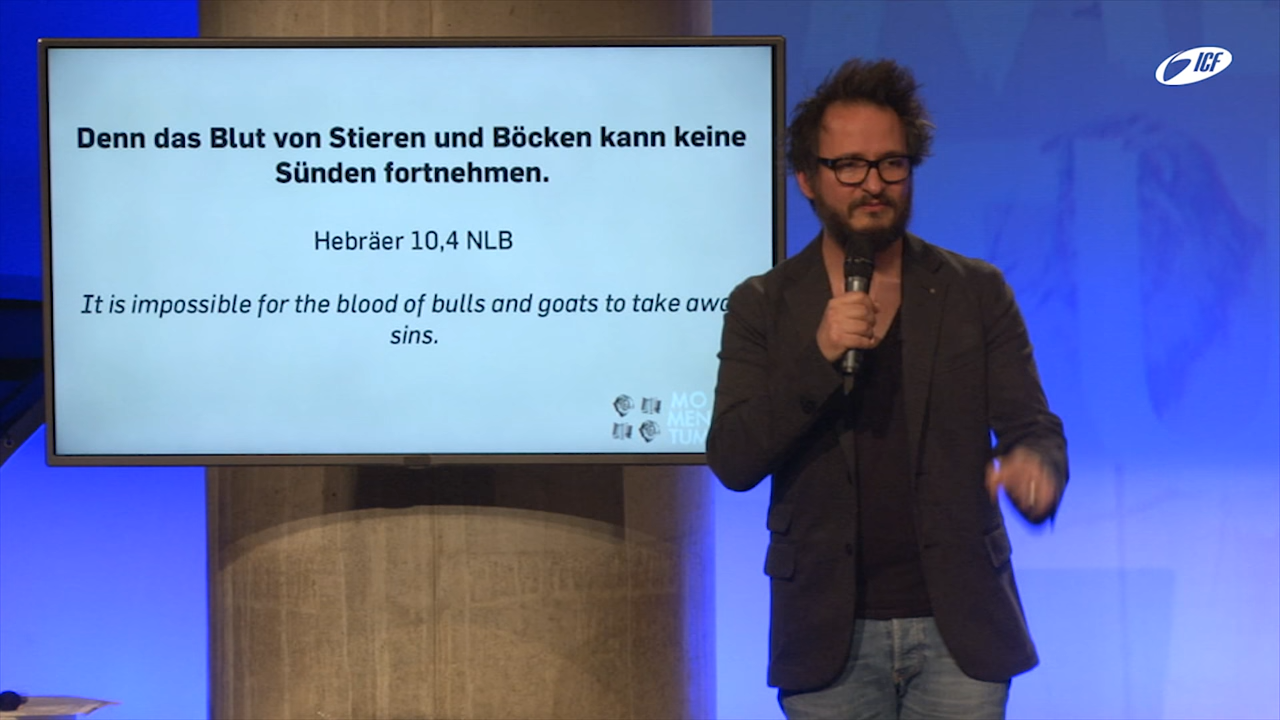 Denn das Blut von Stieren und Böcken kann keine
Sünden fortnehmen.
Hebräer 10,4 NLB
It is impossible for the blood of bulls and goats to take
sins.
MO
MEN
TUM
ICF